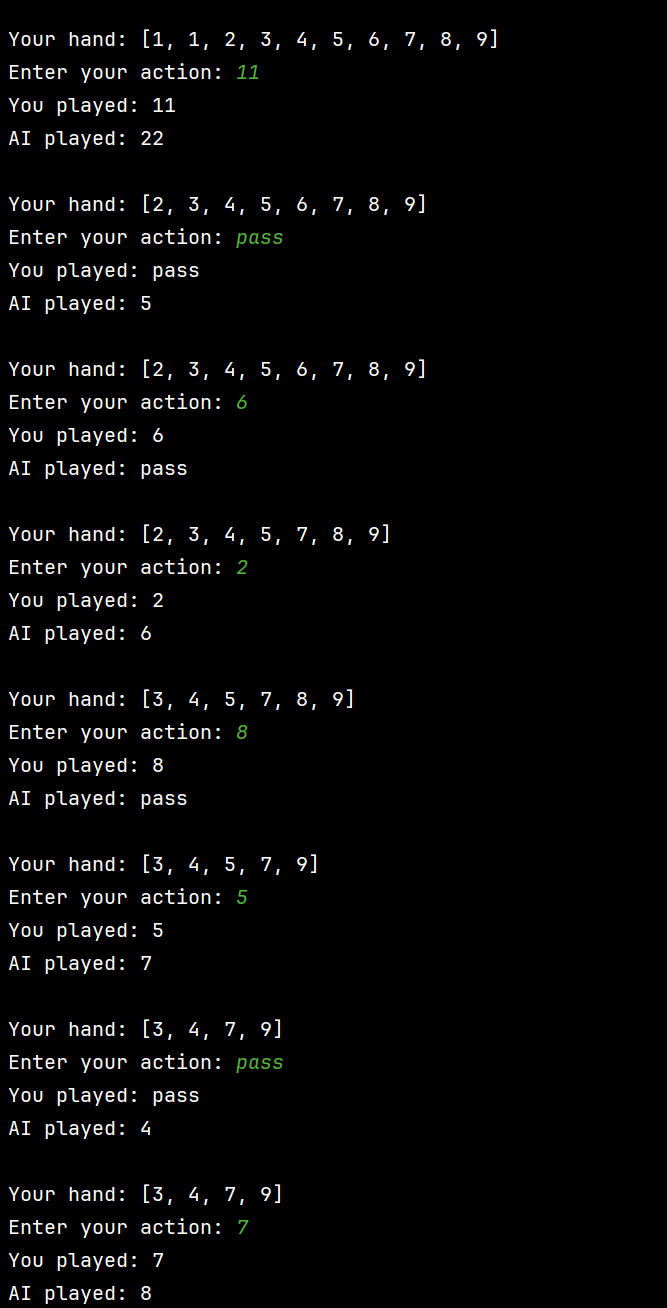 Your hand: [1, 1, 2, 3, 4, 5, 6, 7, 8, 9]
Enter your action: 11
You played: 11
AI played: 22
Your hand: [2, 3, 4, 5, 6, 7, 8, 9]
Enter your action: pass
You played: pass
AI played: 5
Your hand: [2, 3, 4, 5, 6, 7, 8, 9]
Enter your action: 6
You played: 6
AI played: pass
Your hand: [2, 3, 4, 5, 7, 8, 9]
Enter your action: 2
You played: 2
AI played: 6
Your hand: [3, 4, 5, 7, 8, 9]
Enter your action: 8
You played: 8
AI played: pass
Your hand: [3, 4, 5, 7, 9]
Enter your action: 5
You played: 5
AI played: 7
Your hand: [3, 4, 7, 9]
Enter your action: pass
You played: pass
AI played: 4
Your hand: [3, 4, 7, 9]
Enter your action: 7
You played: 7
AI played: 8